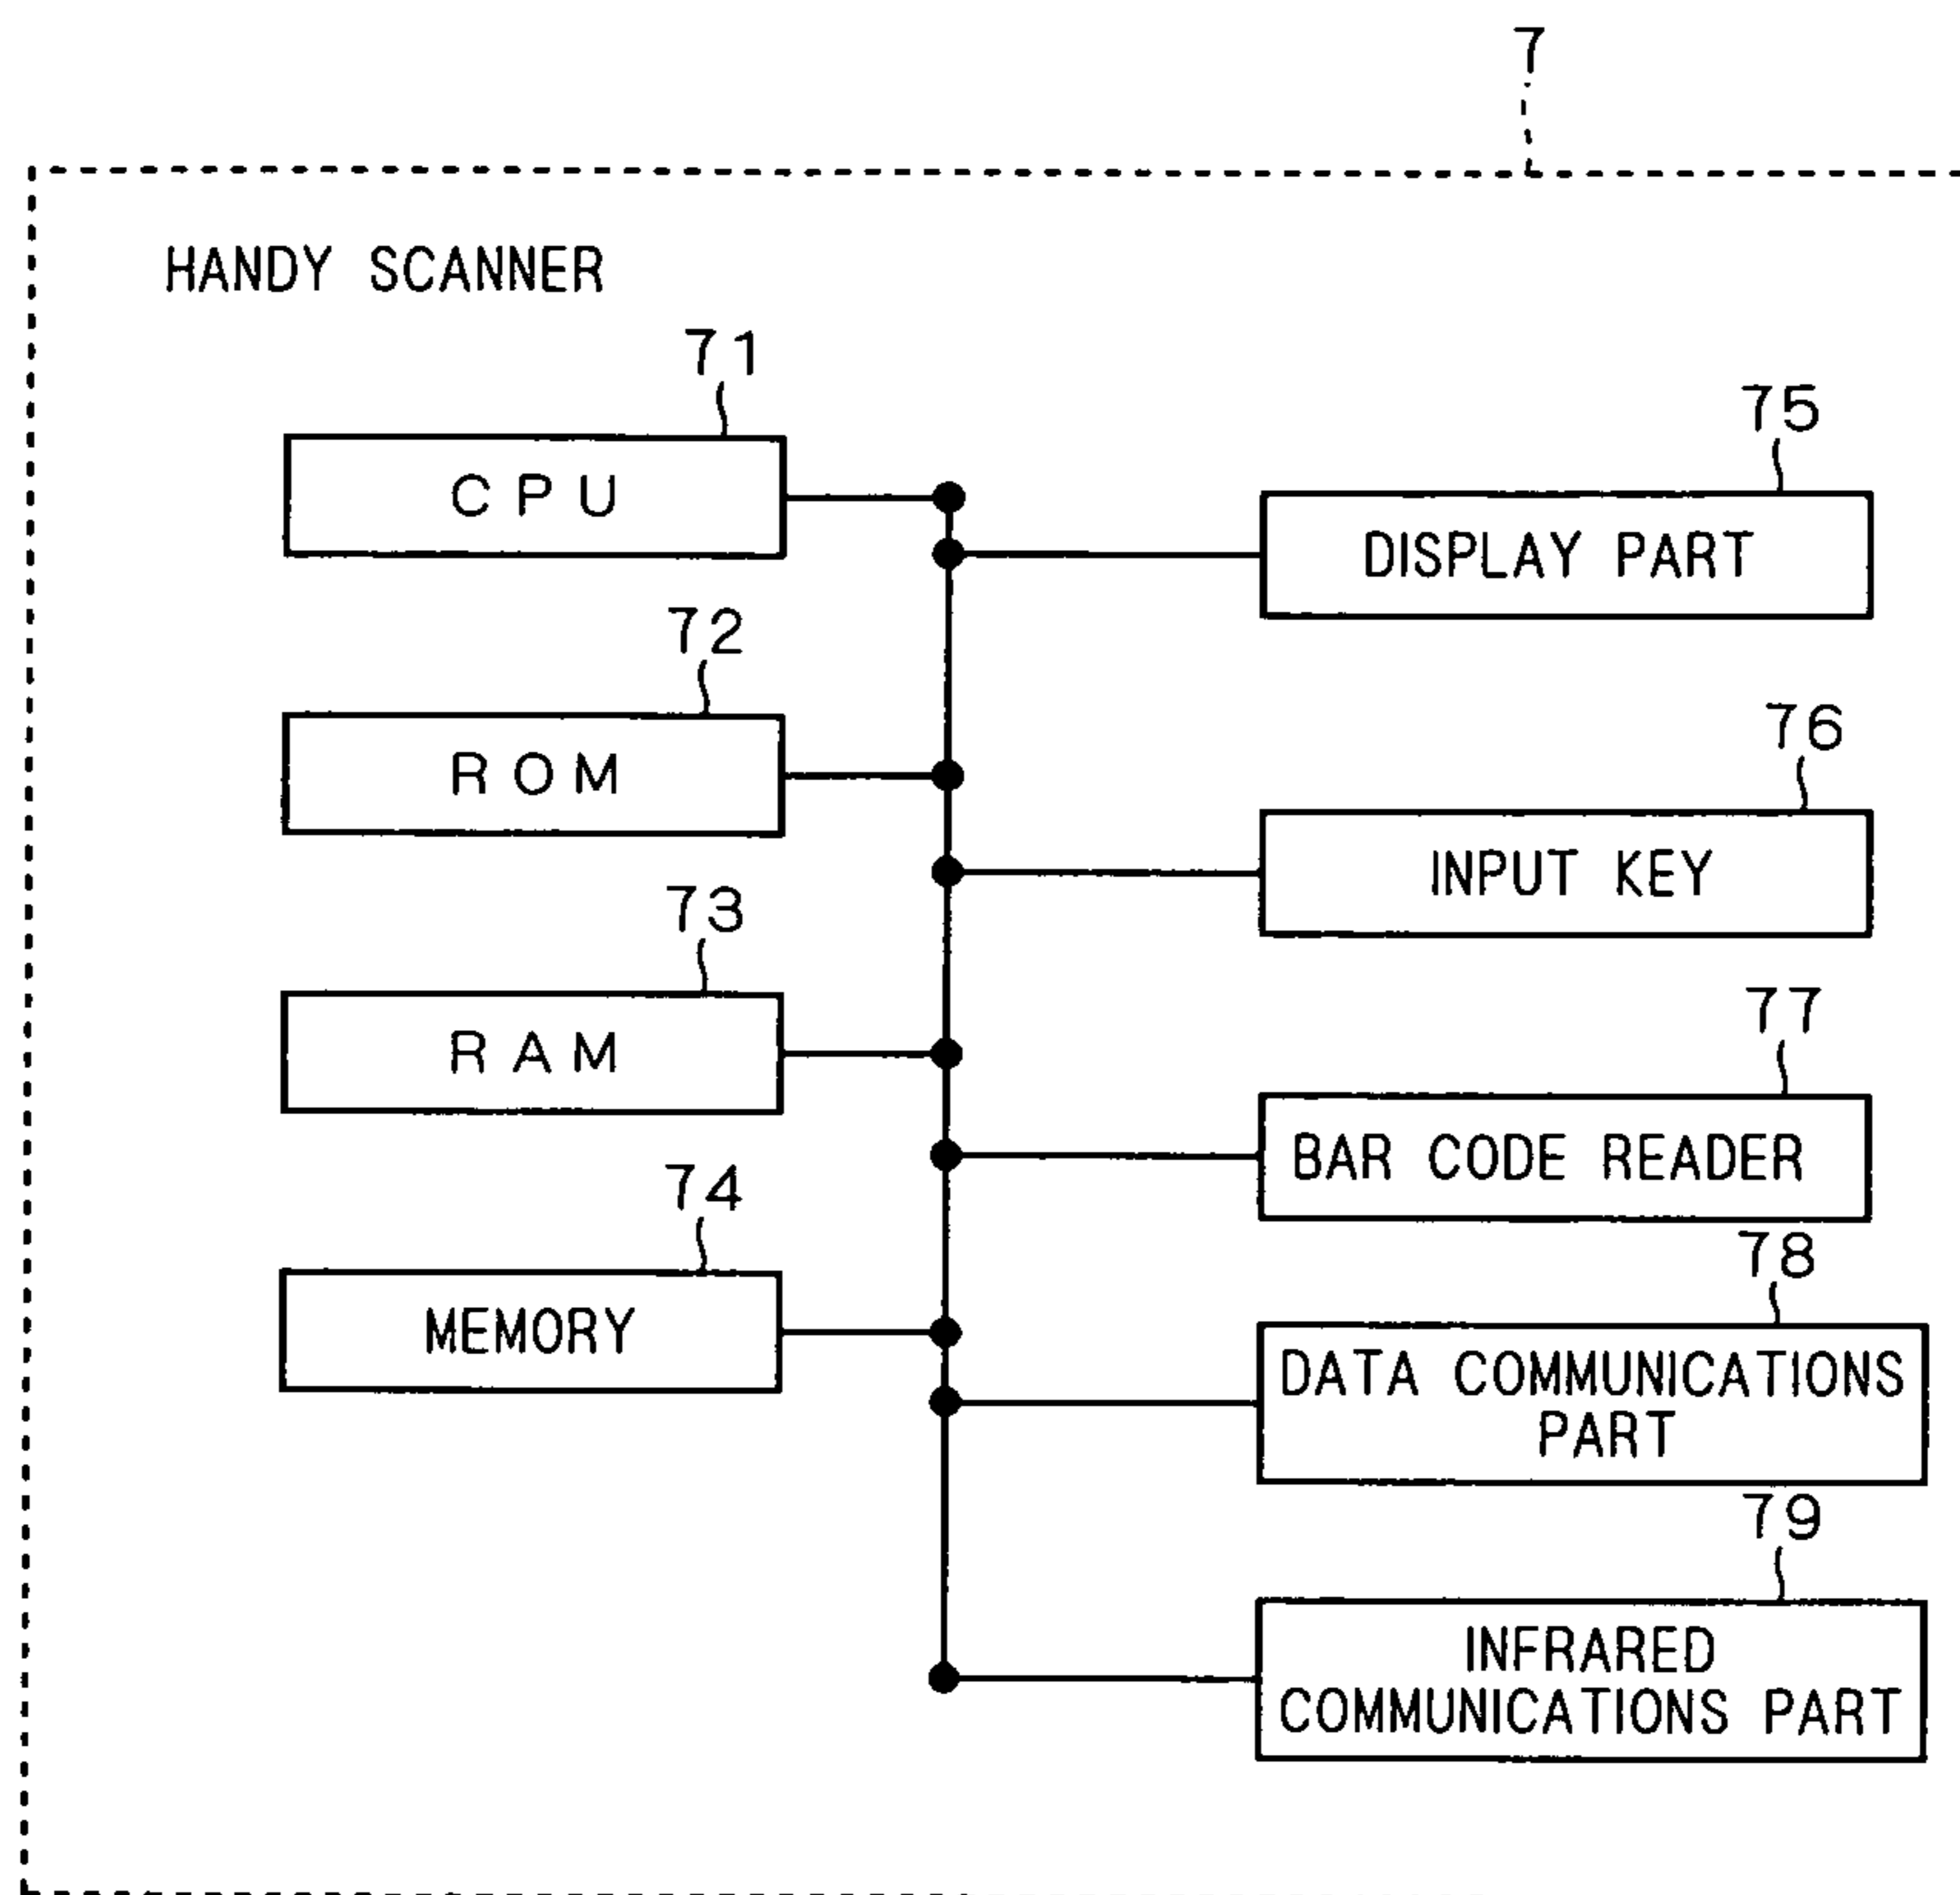 7
HANDY SCANNER
71
CPU
72
ROM
73
RAM
74
MEMORY
75
DISPLAY PART
76
INPUT KEY
77
BAR CODE READER
78
DATA COMMUNICATIONS
PART
79
INFRARED
COMMUNICATIONS PART